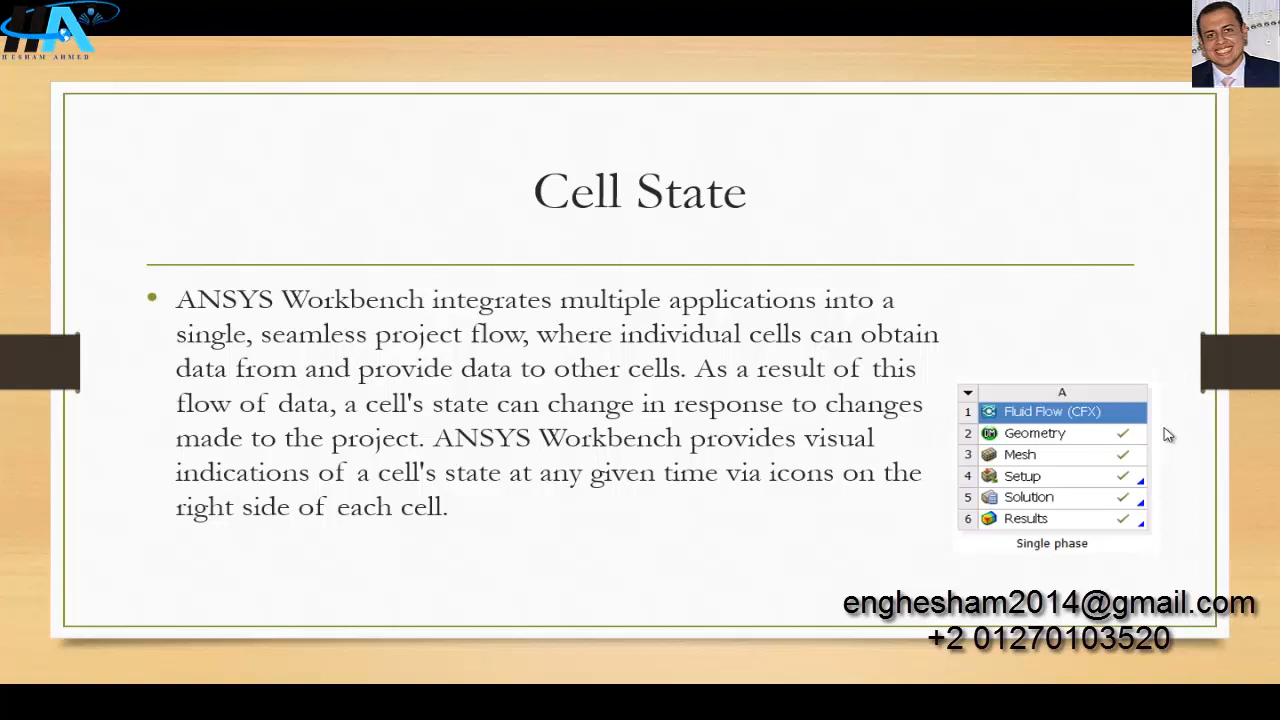 HESHAM AHMED
Cell State
• ANSYS Workbench integrates multiple applications into a
single, seamless project flow, where individual cells can obtain
data from and provide data to other cells. As a result of this
flow of data, a cell's state can change in response to changes
made to the project. ANSYS Workbench provides visual
indications of a cell's state at any given time via icons on the
right side of each cell.
A
1 Fluid Flow (CFX)
2 Geometry
3 Mesh
4 Setup
5 Solution
6 Results
Single phase
enghesham2014@gmail.com
+2 01270103520